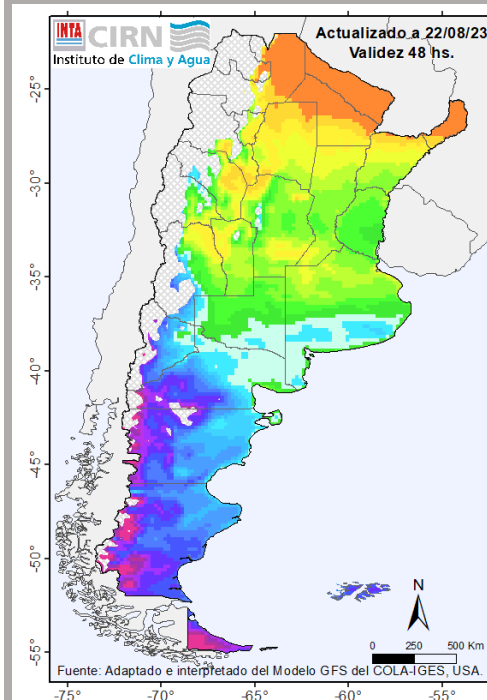 INTA CIRN
Instituto de Clima y Agua
Actualizado a 22/08/23
Validez 48 hs.
-25°
-30°
-35°
-40°
-45°
-50°
-55°
N
0 250 500 Km
Fuente: Adaptado e interpretado del Modelo GFS del COLA-IGES, USA.
-75° -70° -65° -60° -55°